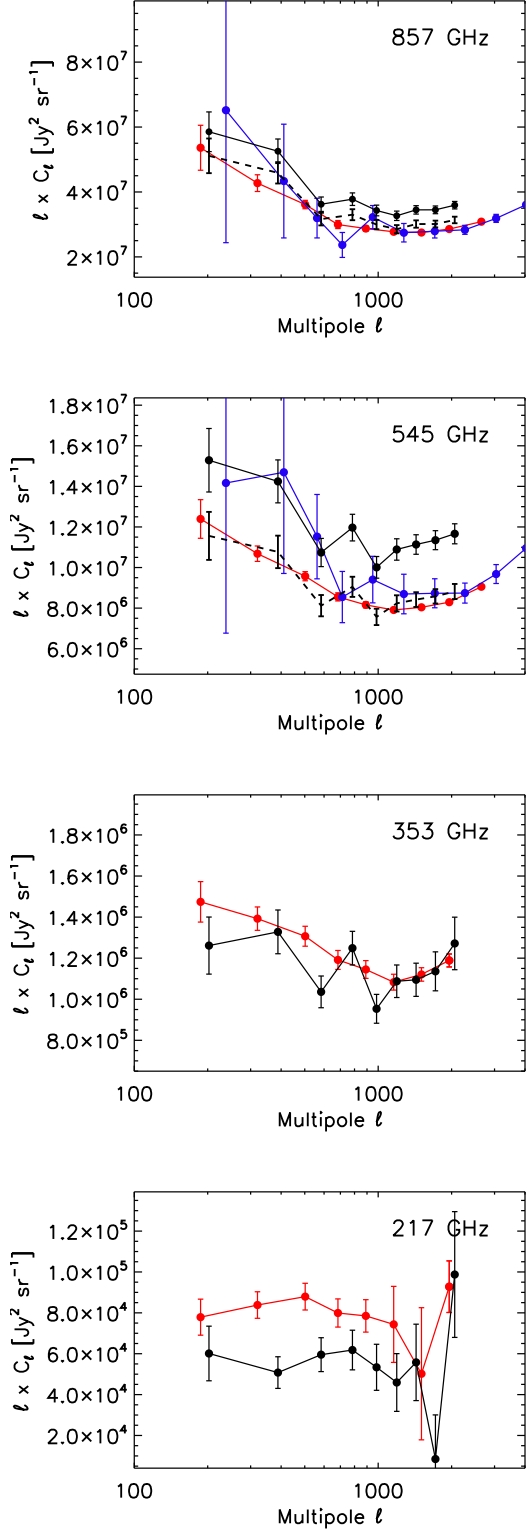 857 GHz
8×10⁷
6×10⁷
4×10⁷
2×10⁷
ℓ x Cℓ [Jy² sr⁻¹]
100 1000
Multipole ℓ
545 GHz
1.8×10⁷
1.6×10⁷
1.4×10⁷
1.2×10⁷
1.0×10⁷
8.0×10⁶
6.0×10⁶
ℓ x Cℓ [Jy² sr⁻¹]
100 1000
Multipole ℓ
353 GHz
1.8×10⁶
1.6×10⁶
1.4×10⁶
1.2×10⁶
1.0×10⁶
8.0×10⁵
ℓ x Cℓ [Jy² sr⁻¹]
100 1000
Multipole ℓ
217 GHz
1.2×10⁵
1.0×10⁵
8.0×10⁴
6.0×10⁴
4.0×10⁴
2.0×10⁴
ℓ x Cℓ [Jy² sr⁻¹]
100 1000
Multipole ℓ